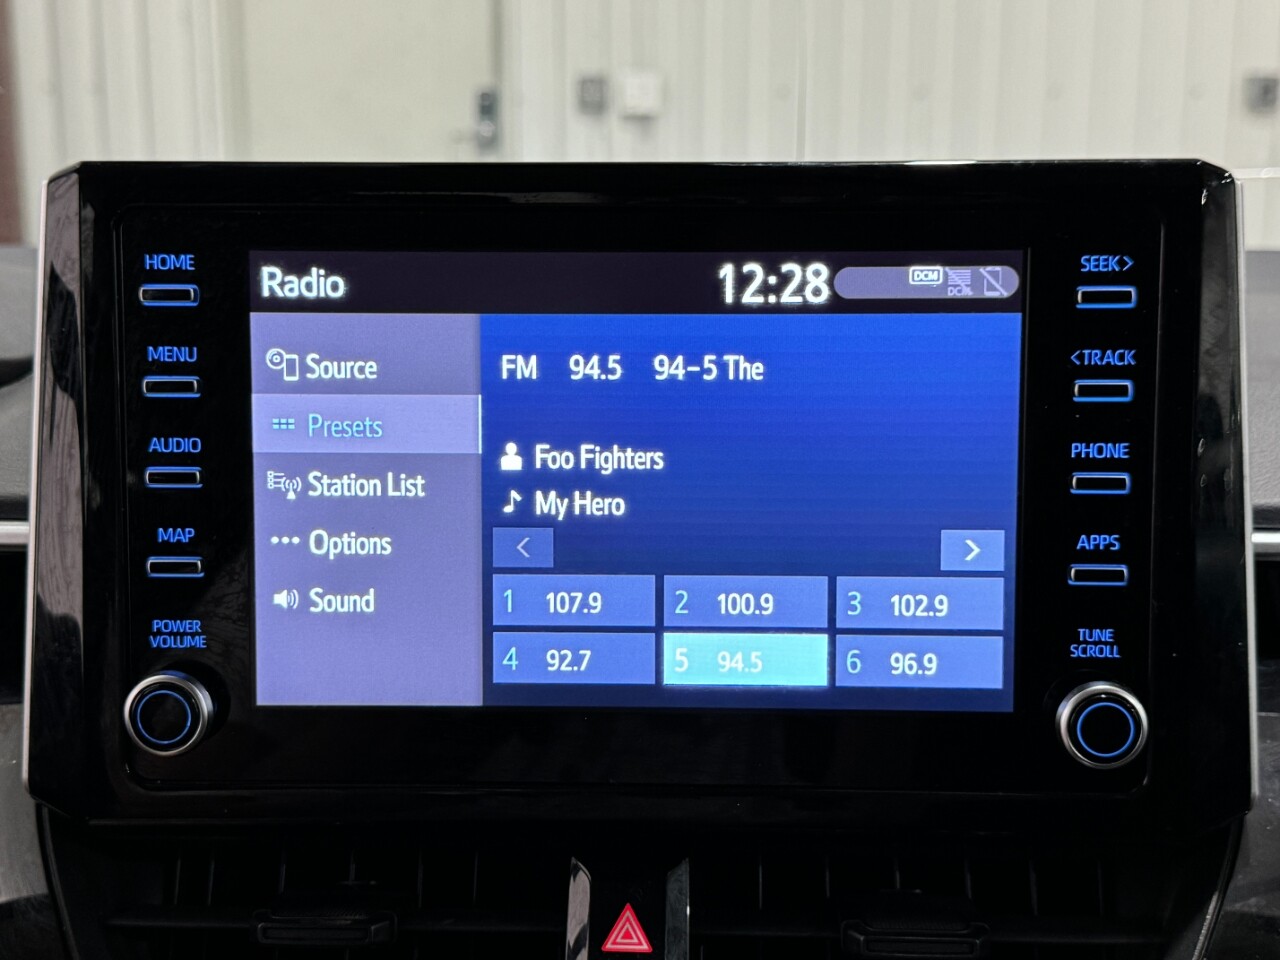 HOME
MENU
AUDIO
MAP
POWER
VOLUME
Radio
12:28
DCM
DCM
Source
Presets
Station List
Options
Sound
FM 94.5 94-5 The
Foo Fighters
My Hero
< >
1 107.9
2 100.9
3 102.9
4 92.7
5 94.5
6 96.9
SEEK>
<TRACK
PHONE
APPS
TUNE
SCROLL